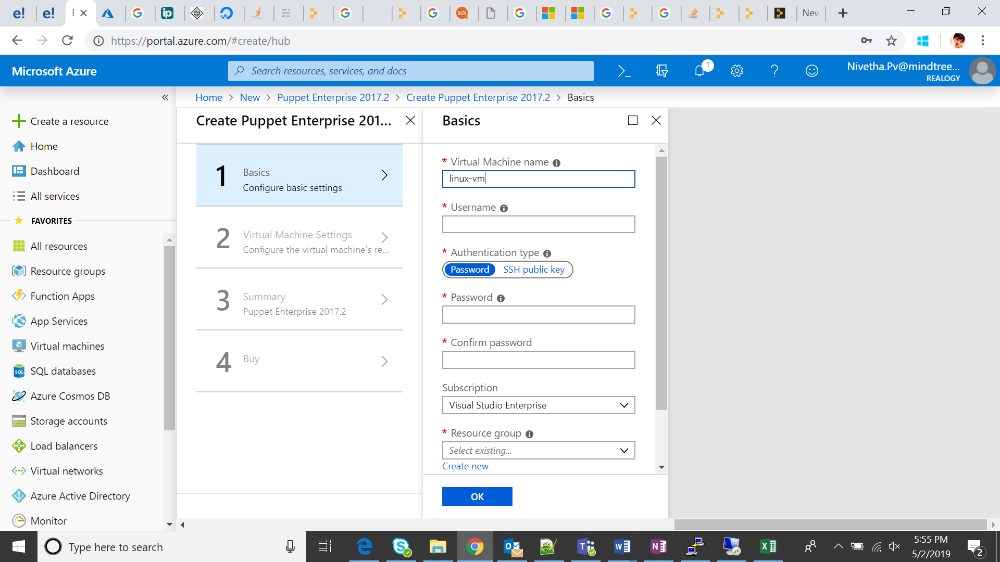 e!
e!
ip
ask
New
https://portal.azure.com/#create/hub
Microsoft Azure
Search resources, services, and docs
1
Nivetha.Pv@mindtree...
REALOGY
Home > New > Puppet Enterprise 2017.2 > Create Puppet Enterprise 2017.2 > Basics
Create a resource
Home
Dashboard
All services
FAVORITES
All resources
Resource groups
Function Apps
App Services
Virtual machines
SQL databases
Azure Cosmos DB
Storage accounts
Load balancers
Virtual networks
Azure Active Directory
Monitor
Create Puppet Enterprise 201...
1
Basics
Configure basic settings
2
Virtual Machine Settings
Configure the virtual machine's re...
3
Summary
Puppet Enterprise 2017.2
4
Buy
Basics
* Virtual Machine name
linux-vm
* Username
* Authentication type
Password SSH public key
* Password
* Confirm password
Subscription
Visual Studio Enterprise
* Resource group
Select existing...
Create new
OK
Type here to search
5:55 PM
5/2/2019
2